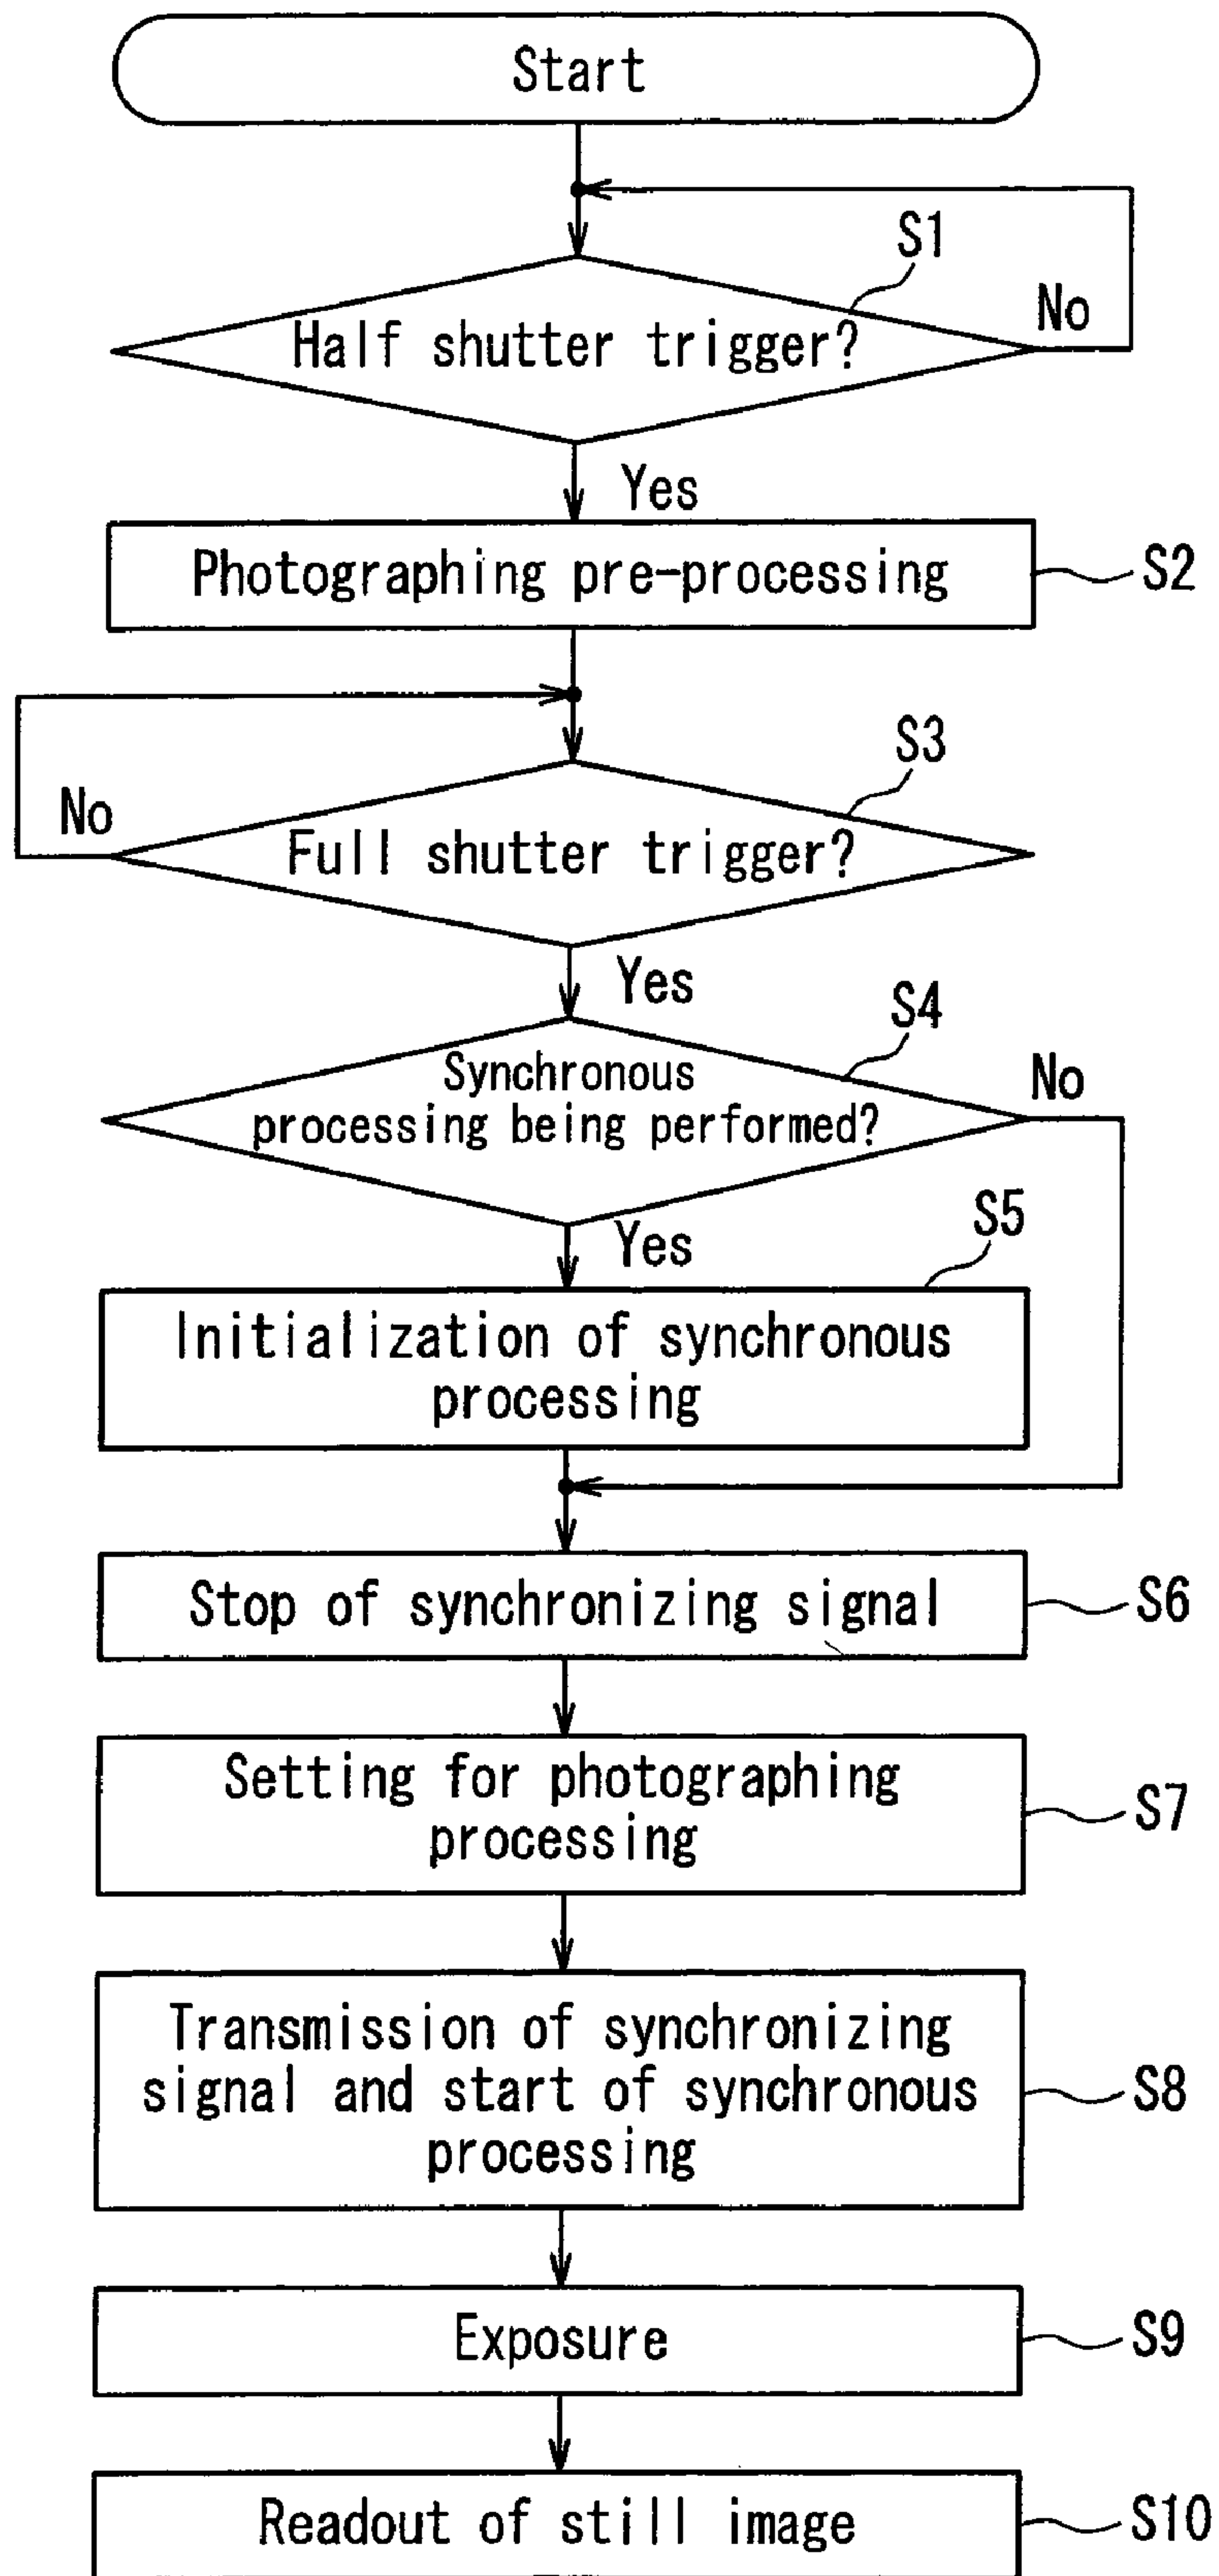 Start
S1
No
Half shutter trigger?
Yes
Photographing pre-processing
S2
S3
No
Full shutter trigger?
Yes
S4
No
Synchronous
processing being performed?
S5
Yes
Initialization of synchronous
processing
Stop of synchronizing signal
S6
Setting for photographing
processing
S7
Transmission of synchronizing
signal and start of synchronous
processing
S8
Exposure
S9
Readout of still image
S10